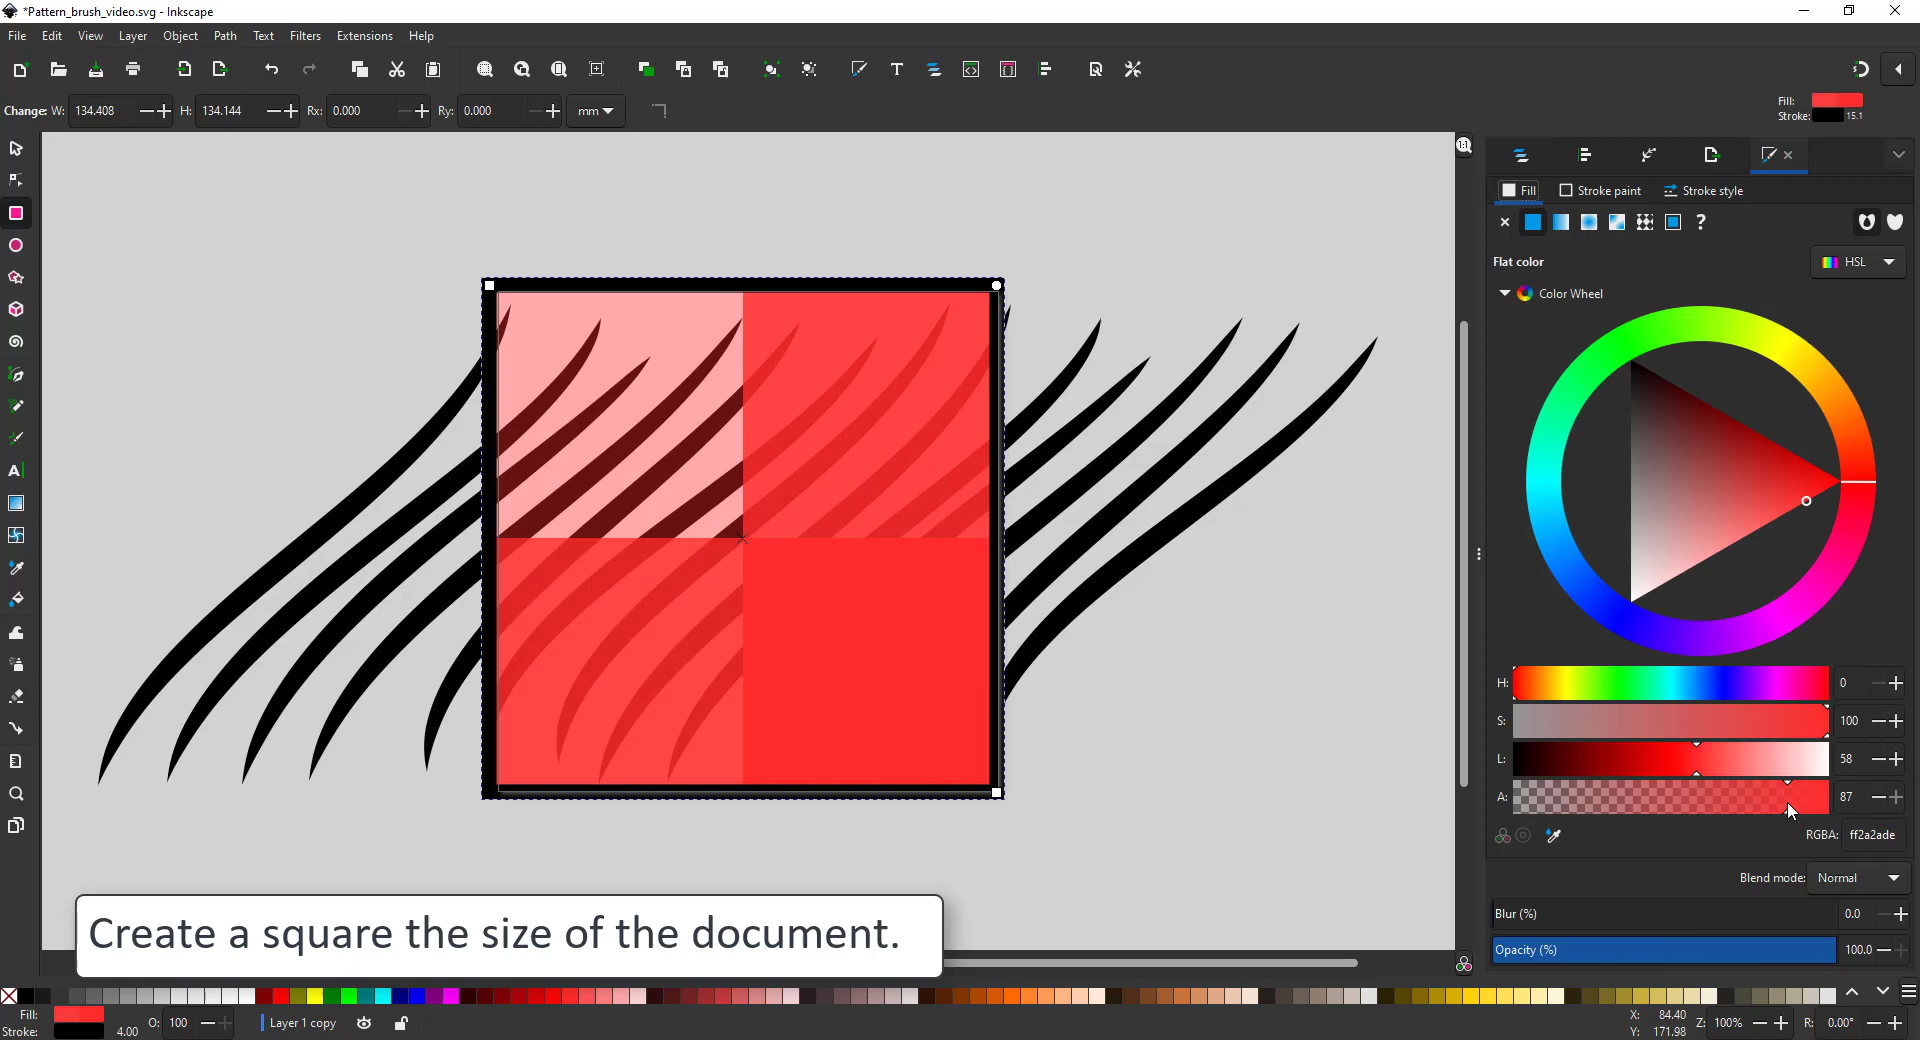 *Pattern_brush_video.svg - Inkscape
File Edit View Layer Object Path Text Filters Extensions Help
Change: W: 134.408 H: 134.144 Rx: 0.000 Ry: 0.000 mm
Fill:
Stroke: 15.1
1:1
Fill Stroke paint Stroke style
Flat color HSL
Color Wheel
H: 0
S: 100
L: 58
A: 87
RGBA: ff2a2ade
Blend mode: Normal
Blur (%) 0.0
Opacity (%) 100.0
Create a square the size of the document.
Fill:
Stroke: 4.00
O: 100
Layer 1 copy
X: 84.40
Y: 171.98
Z: 100%
R: 0.00°